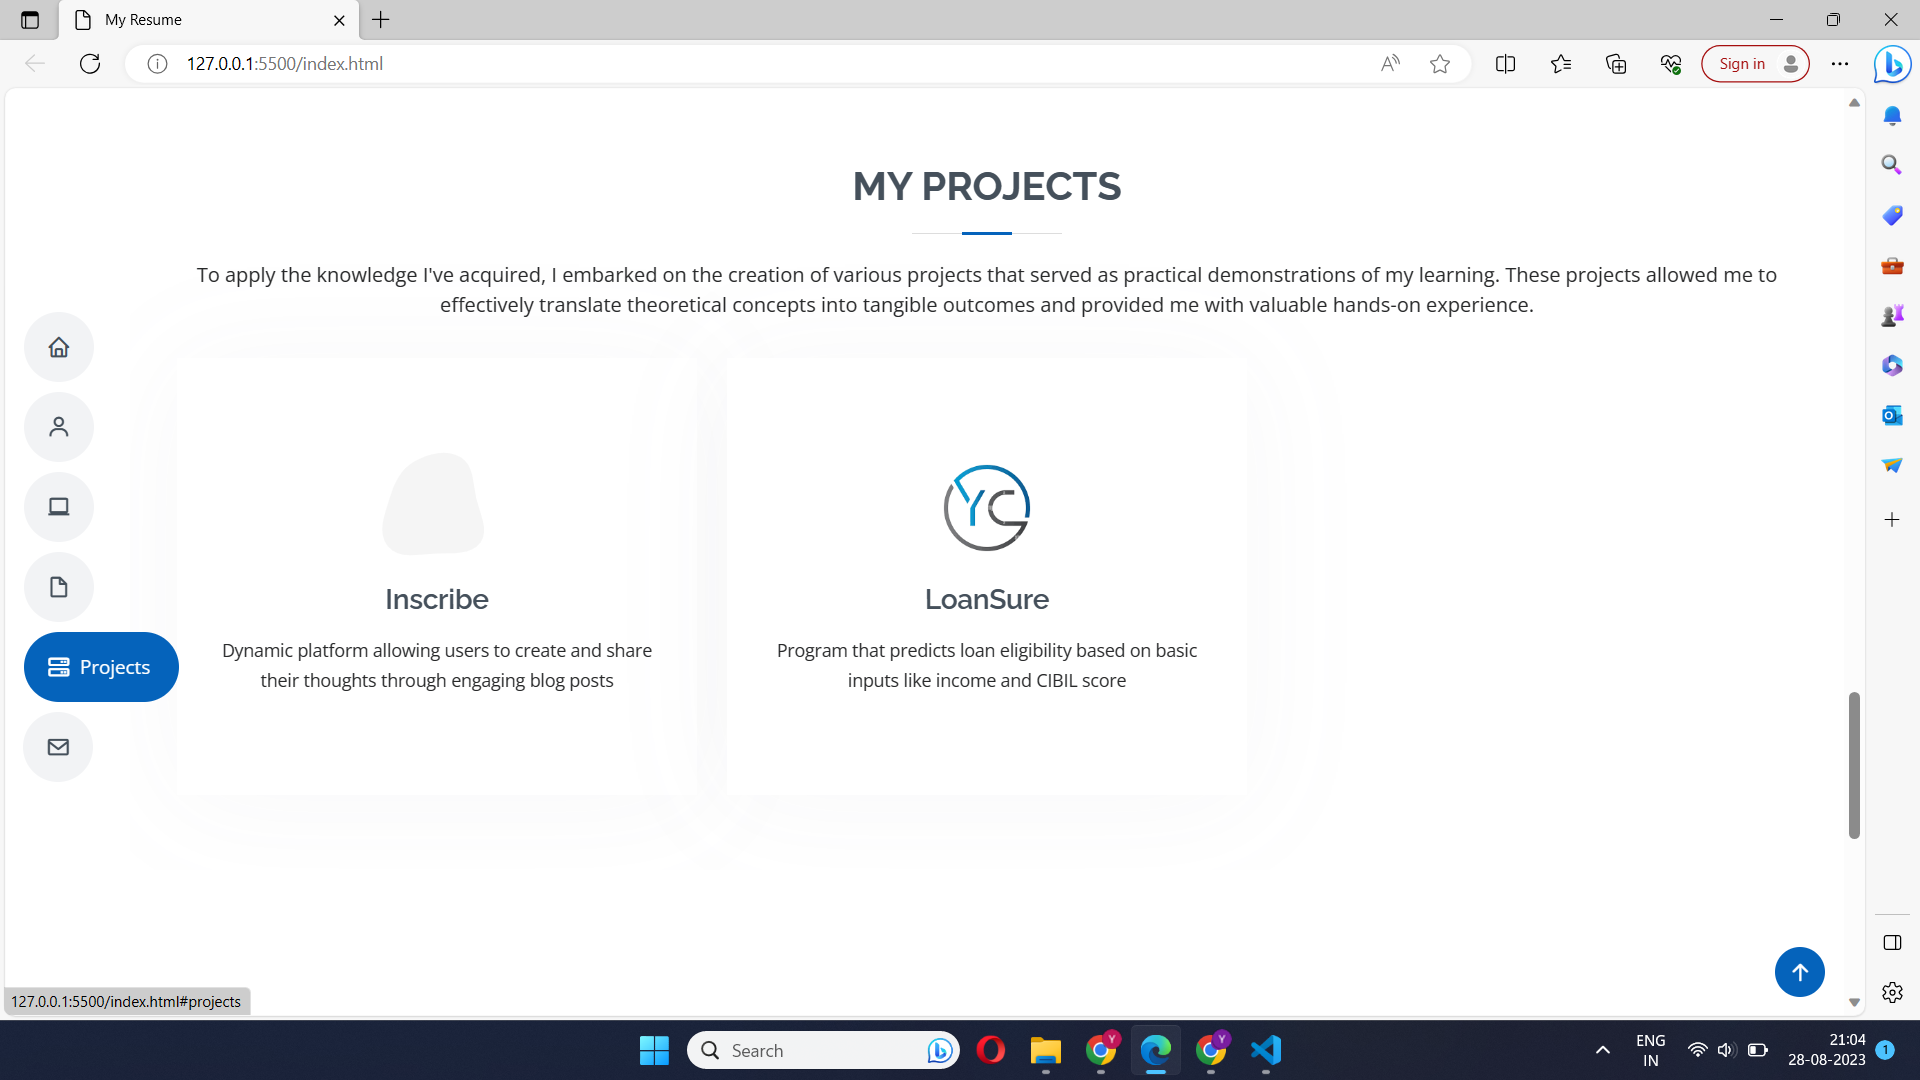 My Resume
127.0.0.1:5500/index.html
Sign in
MY PROJECTS
To apply the knowledge I've acquired, I embarked on the creation of various projects that served as practical demonstrations of my learning. These projects allowed me to
effectively translate theoretical concepts into tangible outcomes and provided me with valuable hands-on experience.
YC
Inscribe
Dynamic platform allowing users to create and share
their thoughts through engaging blog posts
LoanSure
Program that predicts loan eligibility based on basic
inputs like income and CIBIL score
Projects
127.0.0.1:5500/index.html#projects
Search
Y
Y
ENG
IN
21:04
28-08-2023
1